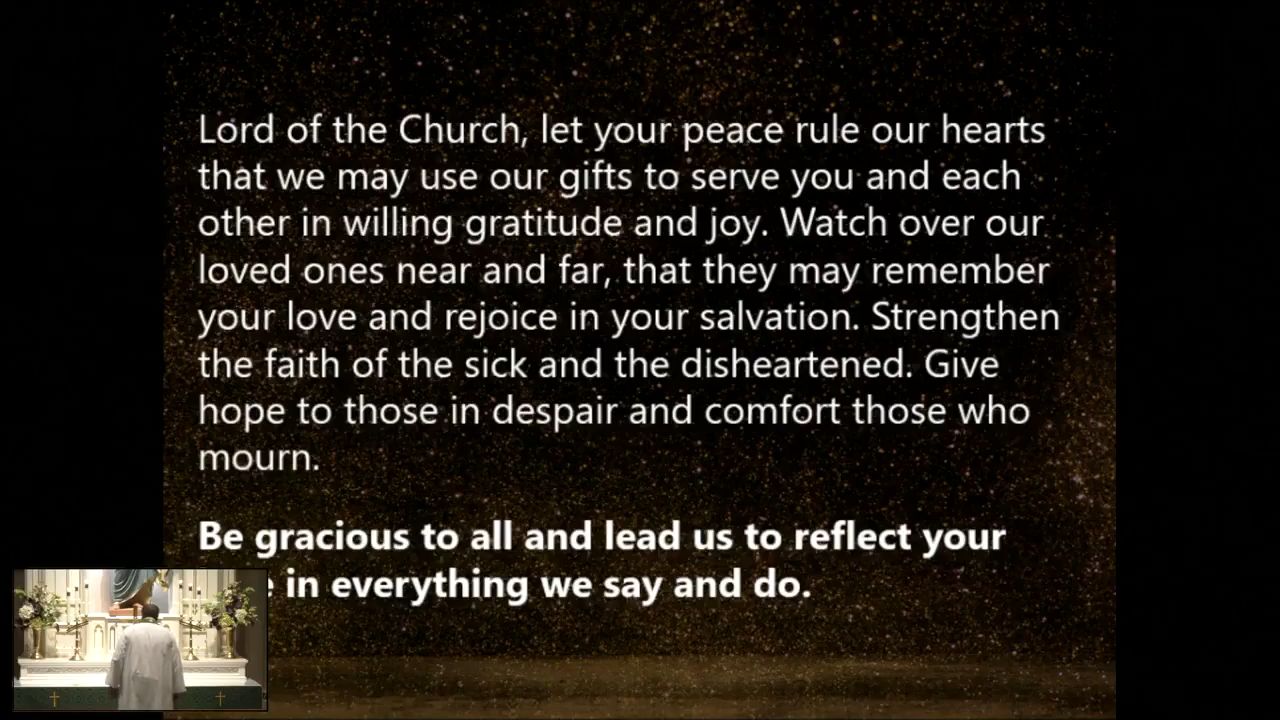 Lord of the Church, let your peace rule our hearts
that we may use our gifts to serve you and each
other in willing gratitude and joy. Watch over our
loved ones near and far, that they may remember
your love and rejoice in your salvation. Strengthen
the faith of the sick and the disheartened. Give
hope to those in despair and comfort those who
mourn.
Be gracious to all and lead us to reflect your
in everything we say and do.